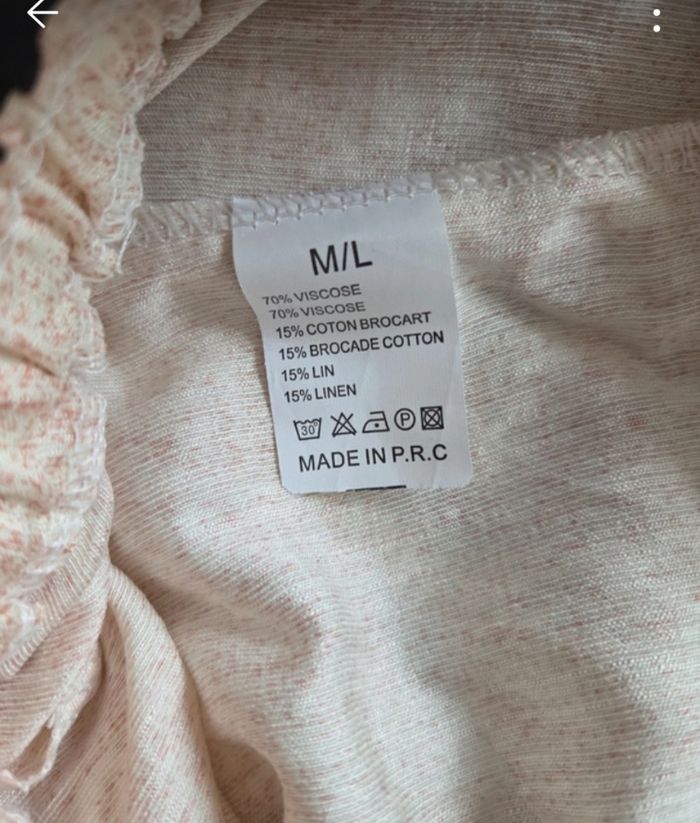 M/L
70% VISCOSE
70% VISCOSE
15% COTON BROCART
15% BROCADE COTTON
15% LIN
15% LINEN
30° P
MADE IN P.R.C